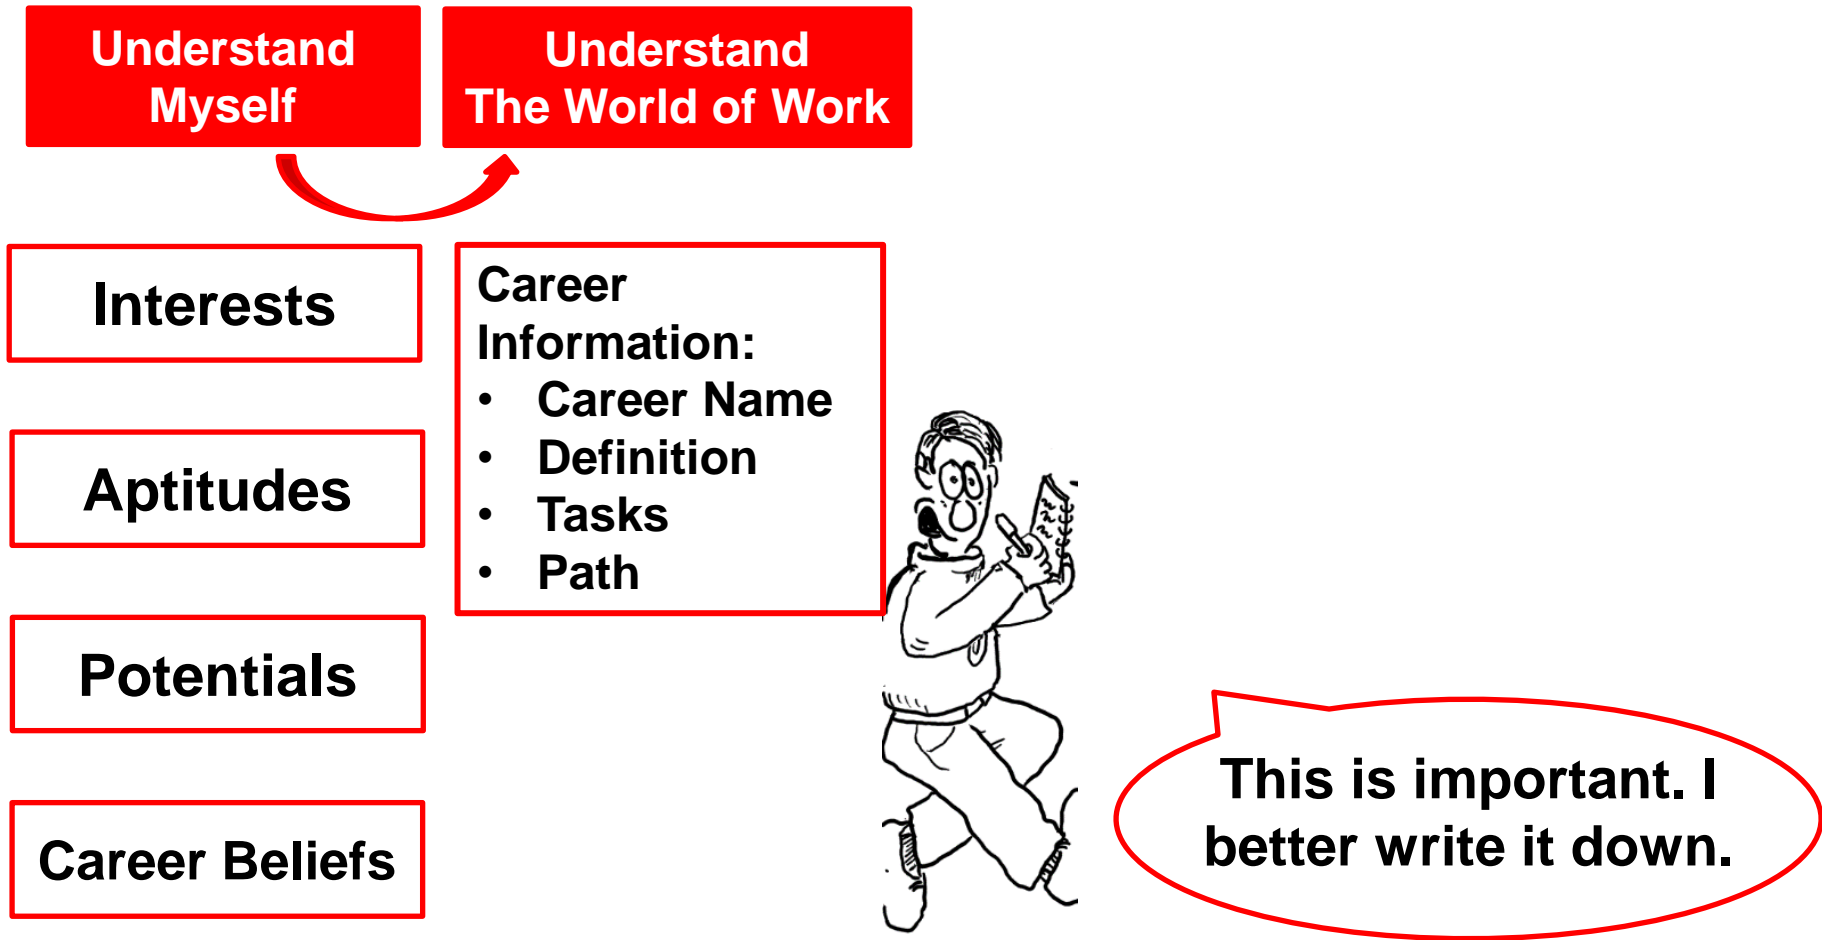 Understand
Myself
Understand
The World of Work
Interests
Aptitudes
Potentials
Career Beliefs
Career
Information:
• Career Name
• Definition
• Tasks
• Path
This is important. I
better write it down.